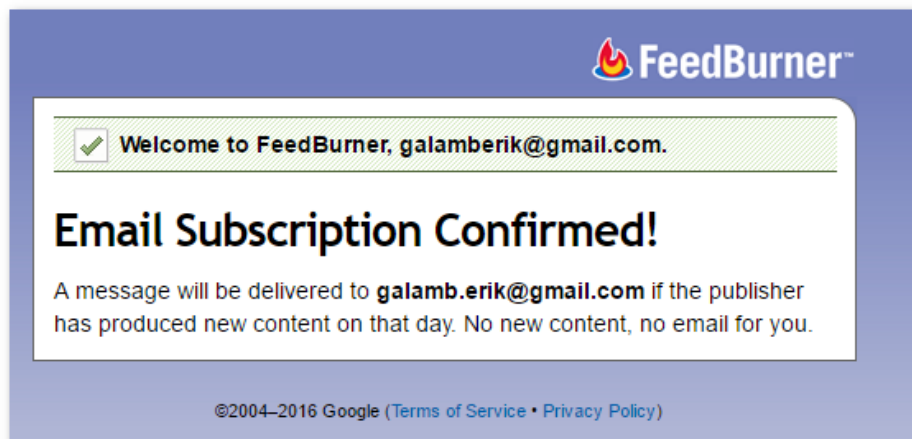 FeedBurner™
Welcome to FeedBurner, galamberik@gmail.com.
Email Subscription Confirmed!
A message will be delivered to galamb.erik@gmail.com if the publisher
has produced new content on that day. No new content, no email for you.
©2004–2016 Google (Terms of Service • Privacy Policy)